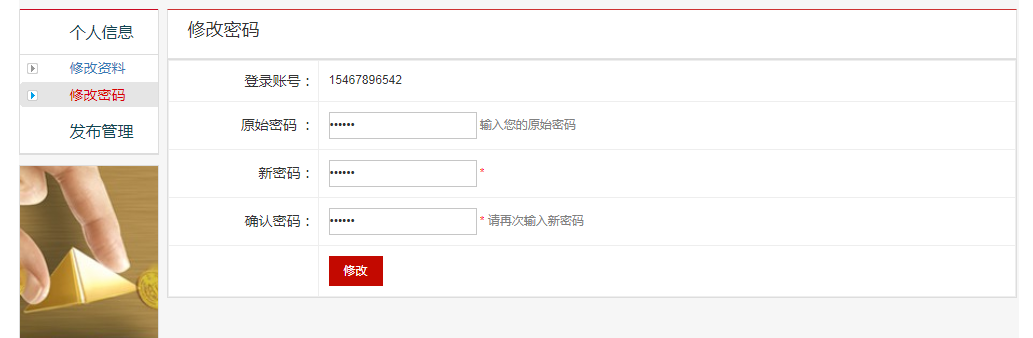 个人信息
修改资料
修改密码
发布管理
修改密码
登录账号：
15467896542
原始密码 ：
••••••
输入您的原始密码
新密码：
••••••
*
确认密码：
••••••
* 请再次输入新密码
修改